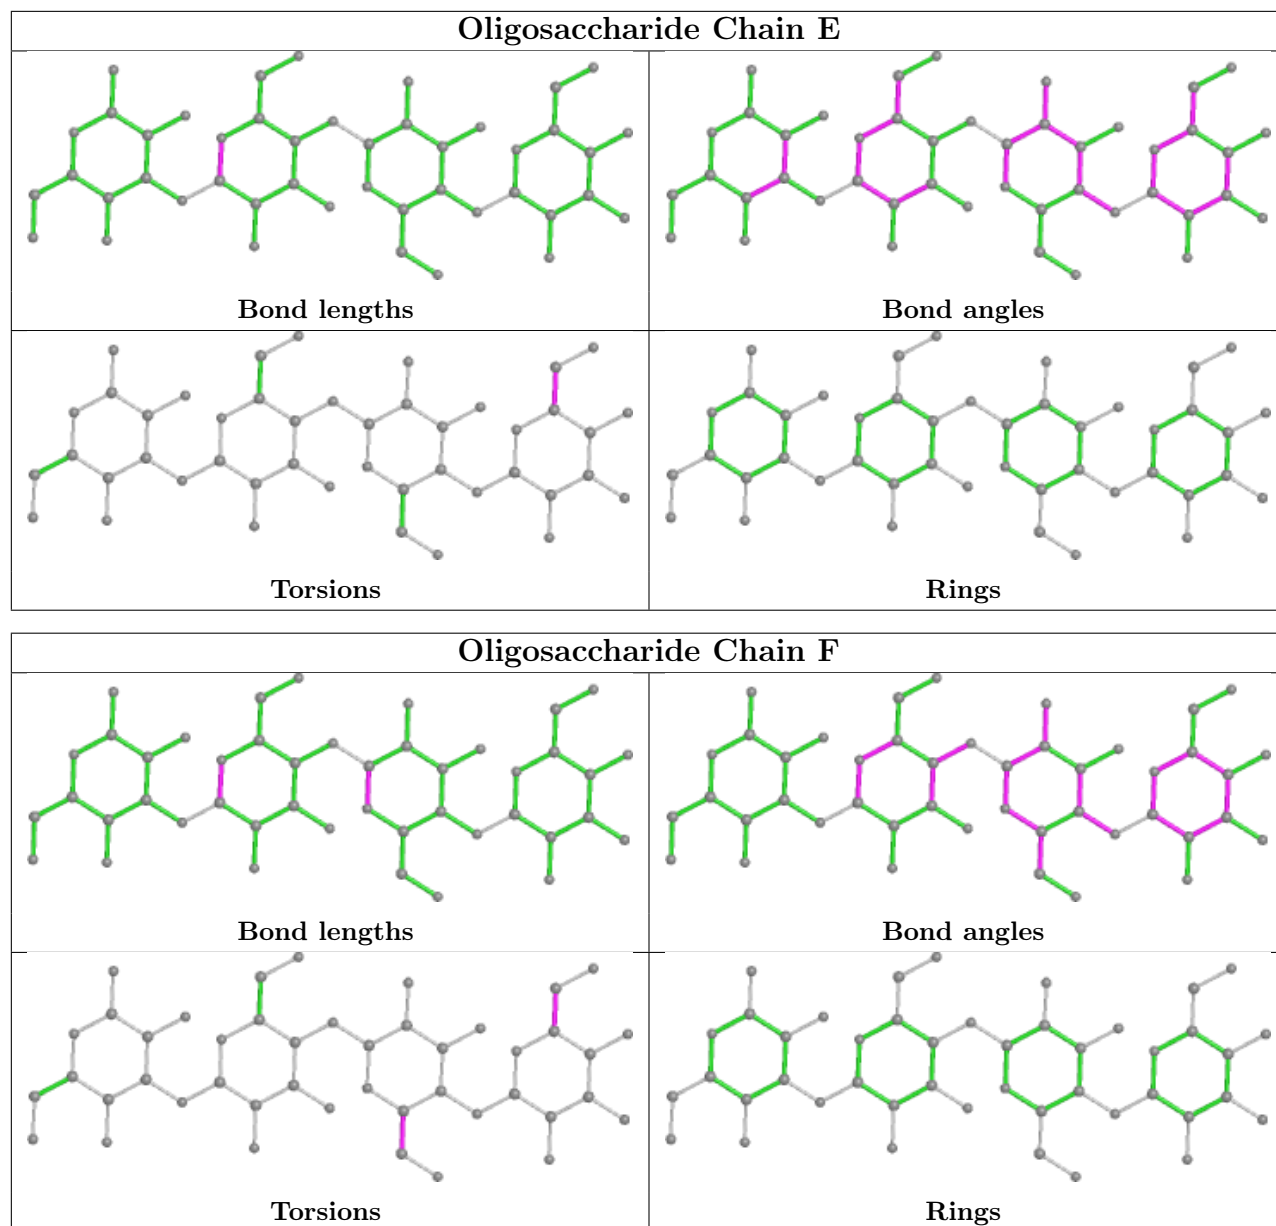 Oligosaccharide Chain E
Bond lengths
Bond angles
Torsions
Rings
Oligosaccharide Chain F
Bond lengths
Bond angles
Torsions
Rings